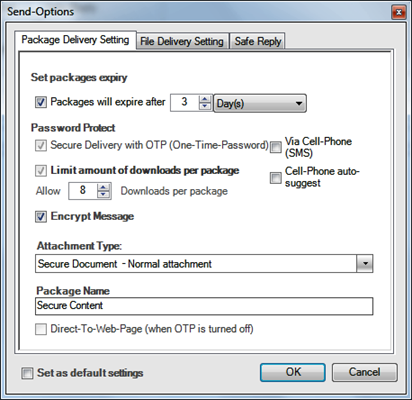 Send-Options
Package Delivery Setting File Delivery Setting Safe Reply
Set packages expiry
Packages will expire after 3 Day(s)
Password Protect
Secure Delivery with OTP (One-Time-Password) Via Cell-Phone (SMS)
Limit amount of downloads per package Cell-Phone auto-suggest
Allow 8 Downloads per package
Encrypt Message
Attachment Type:
Secure Document - Normal attachment
Package Name
Secure Content
Direct-To-Web-Page (when OTP is turned off)
Set as default settings OK Cancel